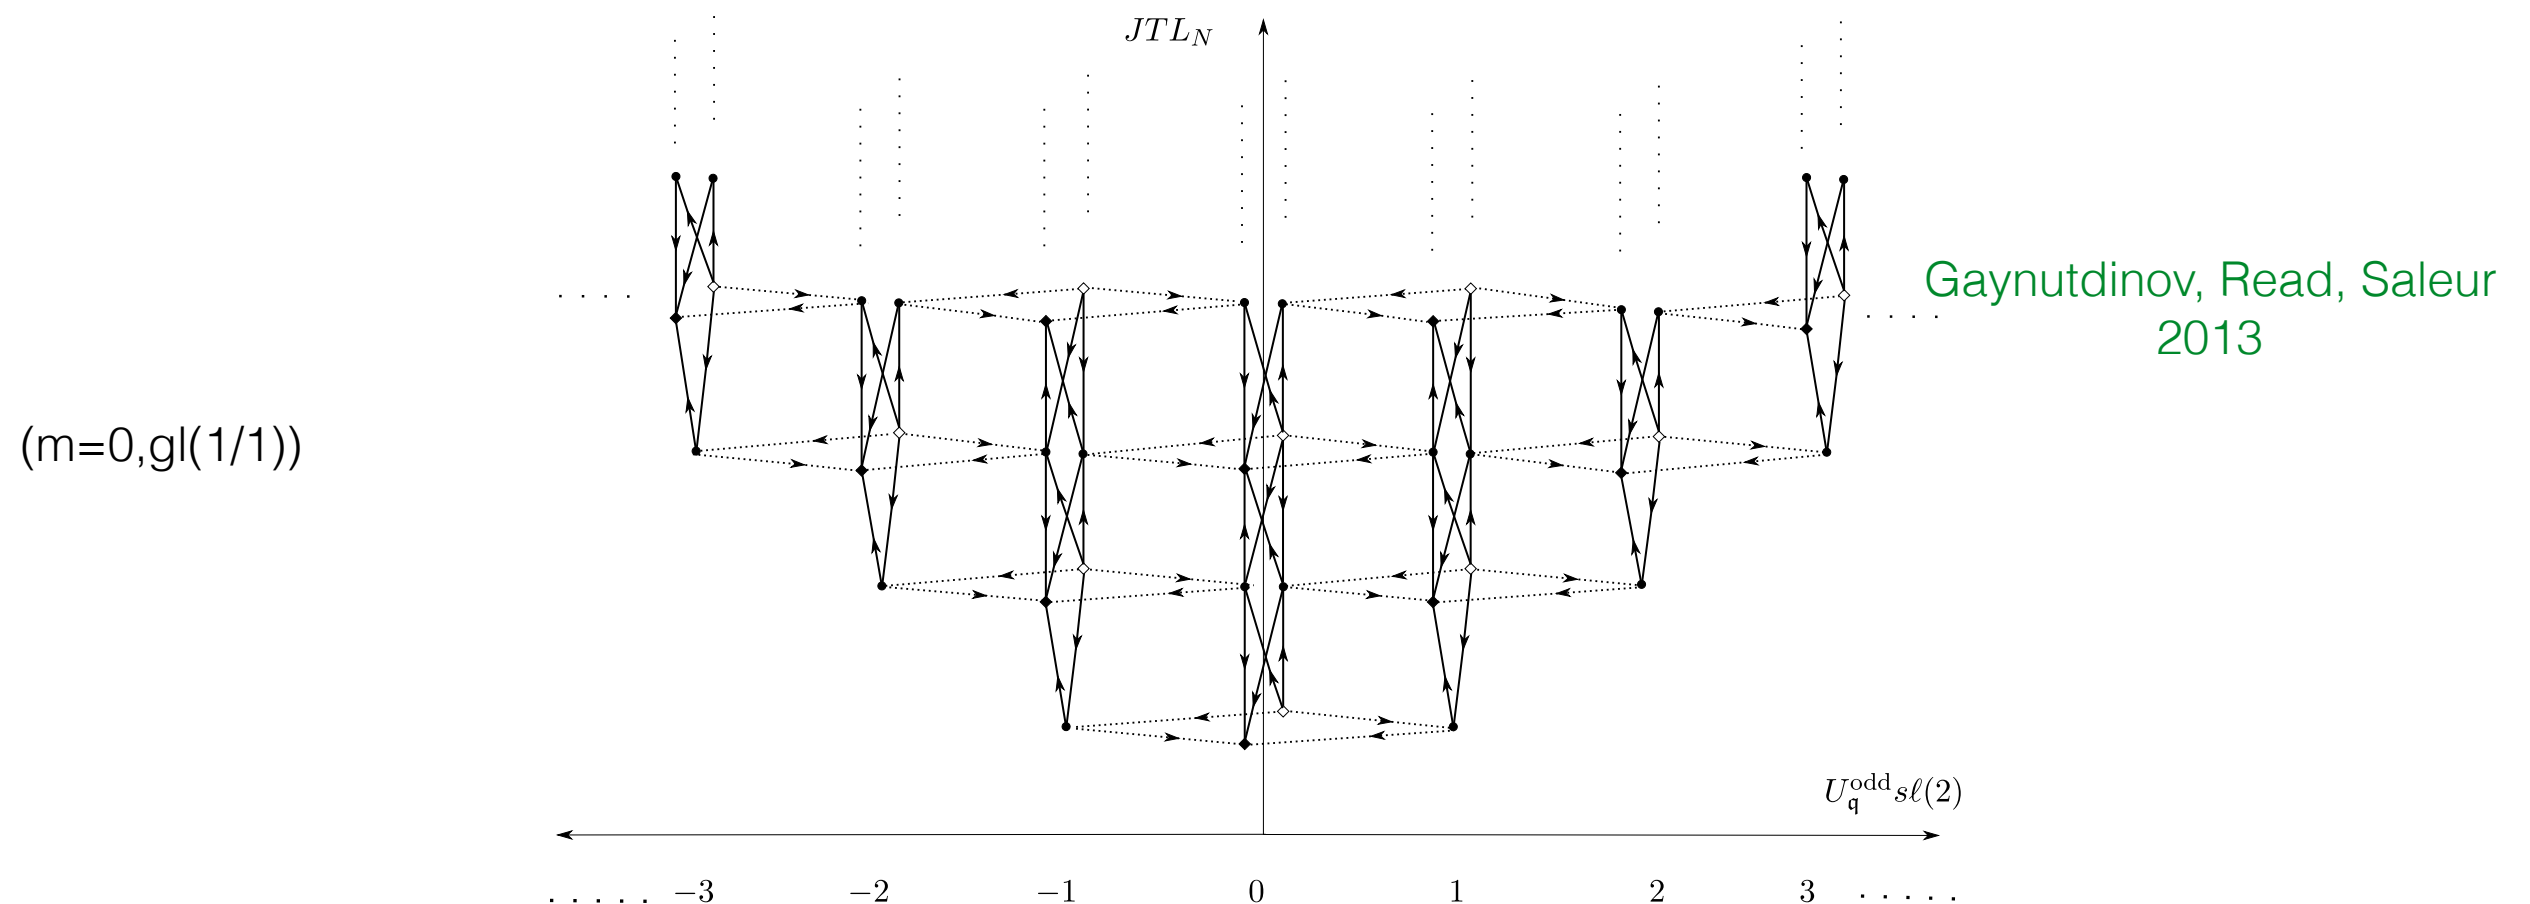 JTL_N
Gaynutdinov, Read, Saleur
2013
(m=0,gl(1/1))
U_𝔮^odd sℓ(2)
−3 −2 −1 0 1 2 3